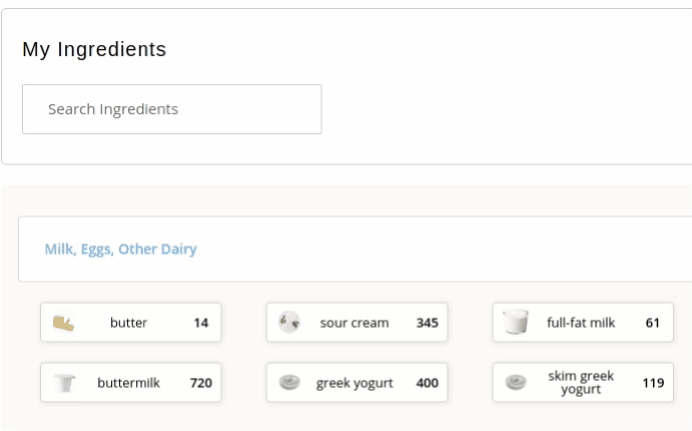 My Ingredients
Search Ingredients
Milk, Eggs, Other Dairy
butter 14
sour cream 345
full-fat milk 61
buttermilk 720
greek yogurt 400
skim greek
yogurt 119